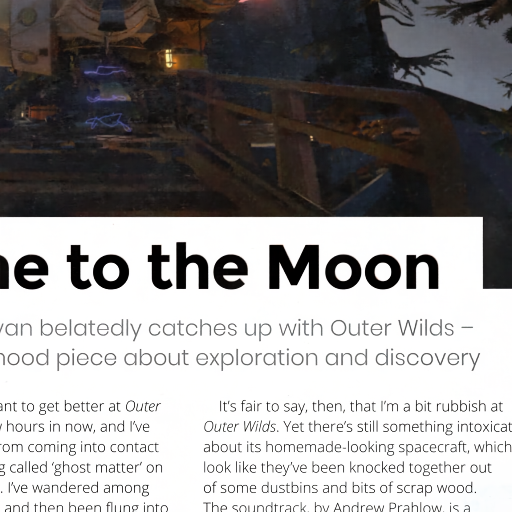 ne to the Moon
van belatedly catches up with Outer Wilds –
mood piece about exploration and discovery
ant to get better at Outer
w hours in now, and I’ve
rom coming into contact
g called ‘ghost matter’ on
. I’ve wandered among
and then been flung into
It’s fair to say, then, that I’m a bit rubbish at
Outer Wilds. Yet there’s still something intoxicat
about its homemade-looking spacecraft, which
look like they’ve been knocked together out
of some dustbins and bits of scrap wood.
The soundtrack, by Andrew Prahlow, is a